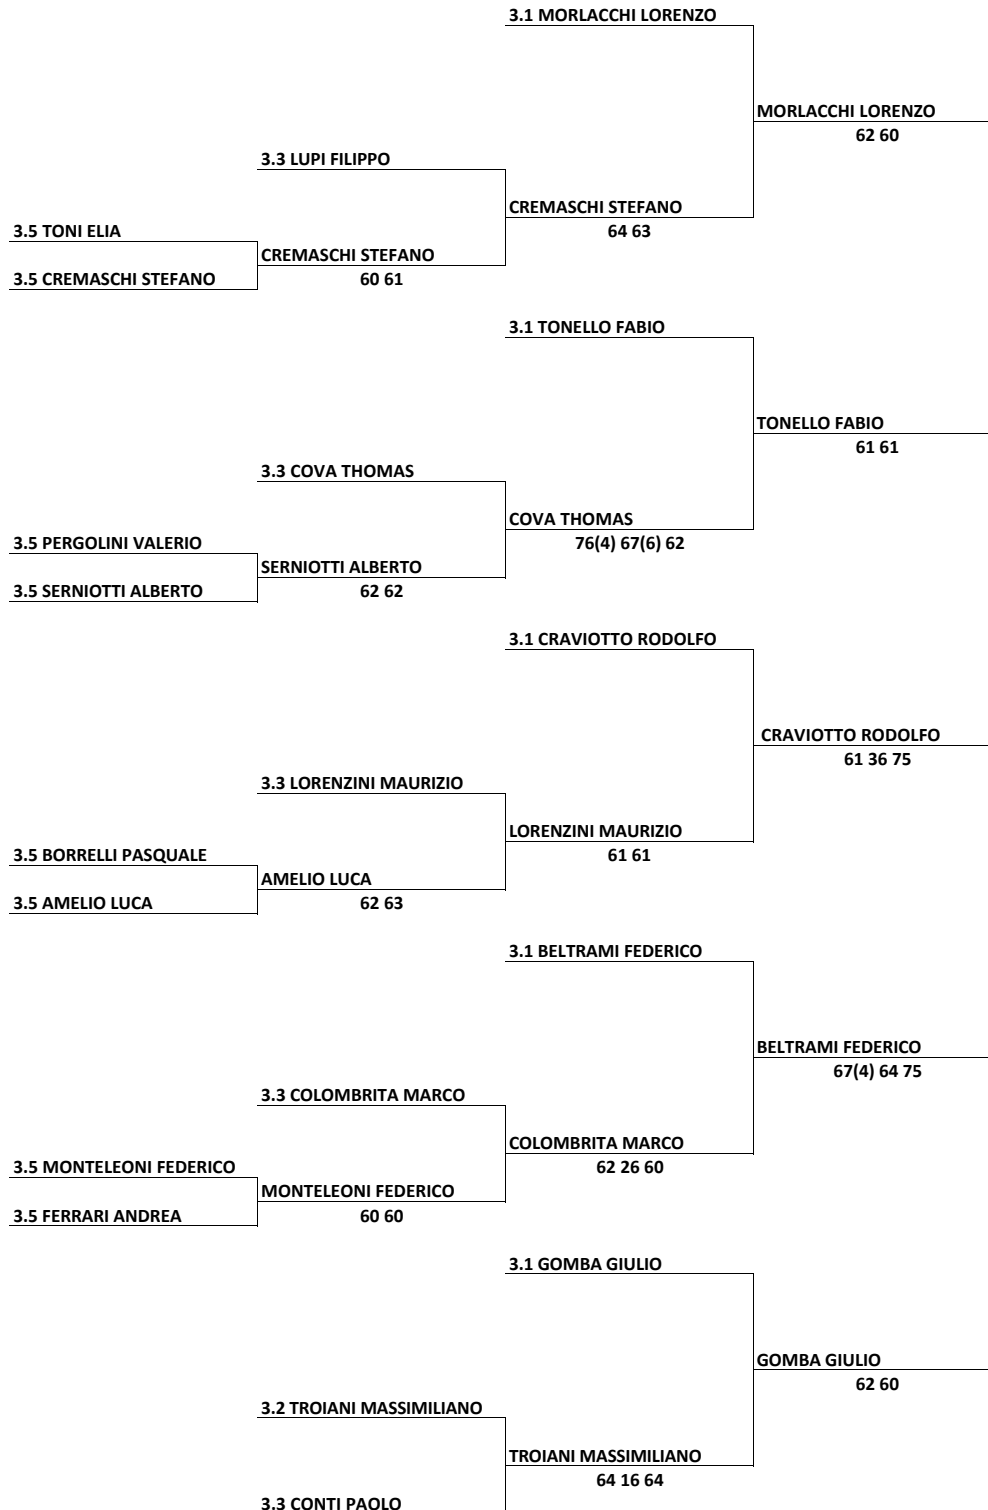 3.1 MORLACCHI LORENZO
MORLACCHI LORENZO
62 60
3.3 LUPI FILIPPO
CREMASCHI STEFANO
64 63
3.5 TONI ELIA
CREMASCHI STEFANO
60 61
3.5 CREMASCHI STEFANO
3.1 TONELLO FABIO
TONELLO FABIO
61 61
3.3 COVA THOMAS
COVA THOMAS
76(4) 67(6) 62
3.5 PERGOLINI VALERIO
SERNIOTTI ALBERTO
62 62
3.5 SERNIOTTI ALBERTO
3.1 CRAVIOTTO RODOLFO
CRAVIOTTO RODOLFO
61 36 75
3.3 LORENZINI MAURIZIO
LORENZINI MAURIZIO
61 61
3.5 BORRELLI PASQUALE
AMELIO LUCA
62 63
3.5 AMELIO LUCA
3.1 BELTRAMI FEDERICO
BELTRAMI FEDERICO
67(4) 64 75
3.3 COLOMBRITA MARCO
COLOMBRITA MARCO
62 26 60
3.5 MONTELEONI FEDERICO
MONTELEONI FEDERICO
60 60
3.5 FERRARI ANDREA
3.1 GOMBA GIULIO
GOMBA GIULIO
62 60
3.2 TROIANI MASSIMILIANO
TROIANI MASSIMILIANO
64 16 64
3.3 CONTI PAOLO